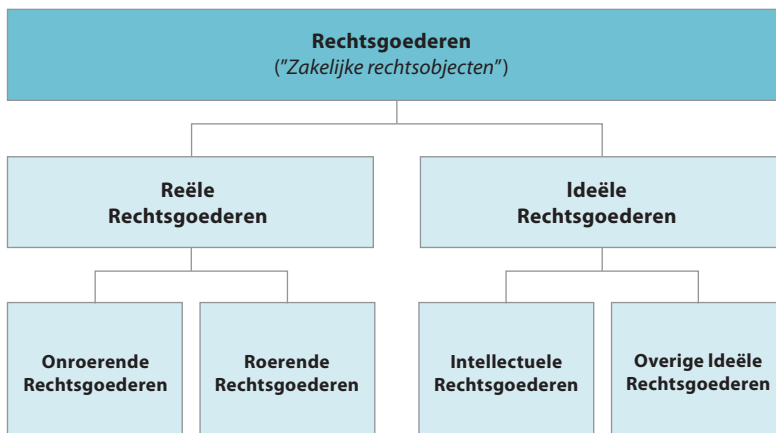 Rechtsgoederen
("Zakelijke rechtsobjecten")
Reële
Rechtsgoederen
Ideële
Rechtsgoederen
Onroerende
Rechtsgoederen
Roerende
Rechtsgoederen
Intellectuele
Rechtsgoederen
Overige Ideële
Rechtsgoederen